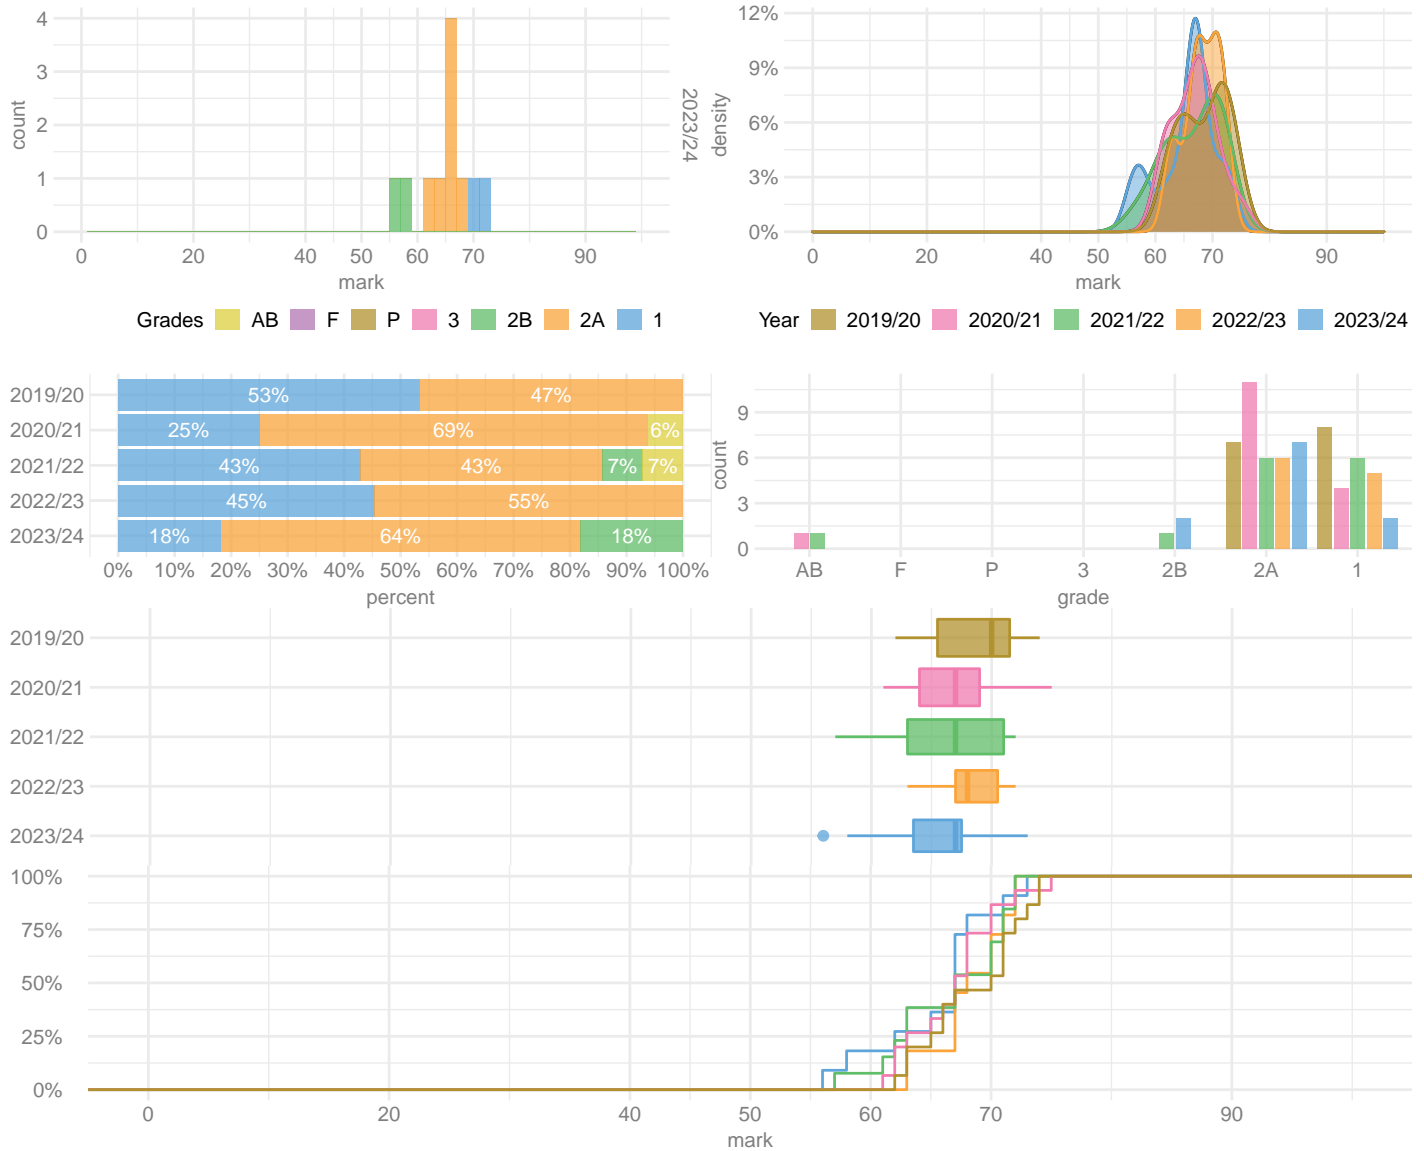 4
3
2
1
0
count
0 20 40 50 60 70 90
mark
2023/24
12%
9%
6%
3%
0%
density
0 20 40 50 60 70 90
mark
Grades AB F P 3 2B 2A 1
Year 2019/20 2020/21 2021/22 2022/23 2023/24
2019/20 53% 47%
2020/21 25% 69% 6%
2021/22 43% 43% 7% 7%
2022/23 45% 55%
2023/24 18% 64% 18%
0% 10% 20% 30% 40% 50% 60% 70% 80% 90% 100%
percent
9
6
3
0
count
AB F P 3 2B 2A 1
grade
2019/20
2020/21
2021/22
2022/23
2023/24
100%
75%
50%
25%
0%
0 20 40 50 60 70 90
mark